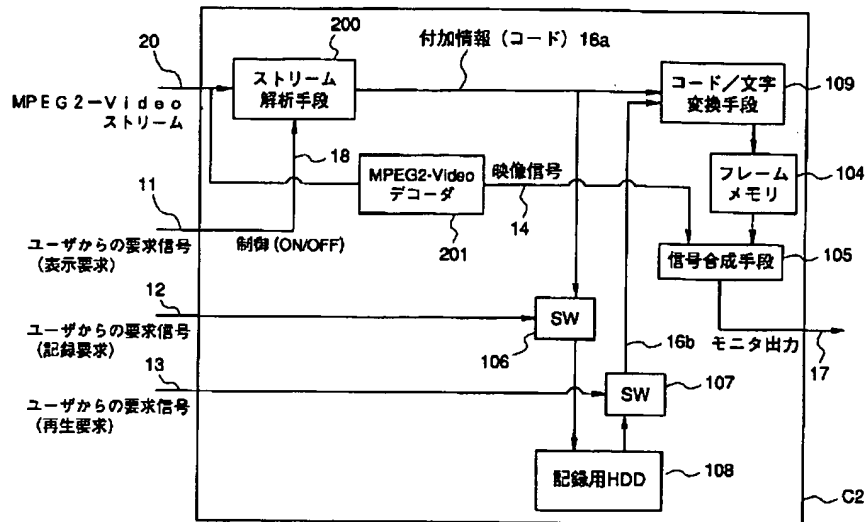 200
付加情報（コード）16a
20
ストリーム
解析手段
コード／文字
変換手段
109
MPEG2－Video
ストリーム
18
MPEG2-Video
デコーダ
201
映像信号
14
フレーム
メモリ
104
11
制御(ON/OFF)
ユーザからの要求信号
(表示要求)
信号合成手段
105
12
ユーザからの要求信号
(記録要求)
SW
106
16b
モニタ出力
17
13
ユーザからの要求信号
(再生要求)
SW
107
記録用HDD
108
C2